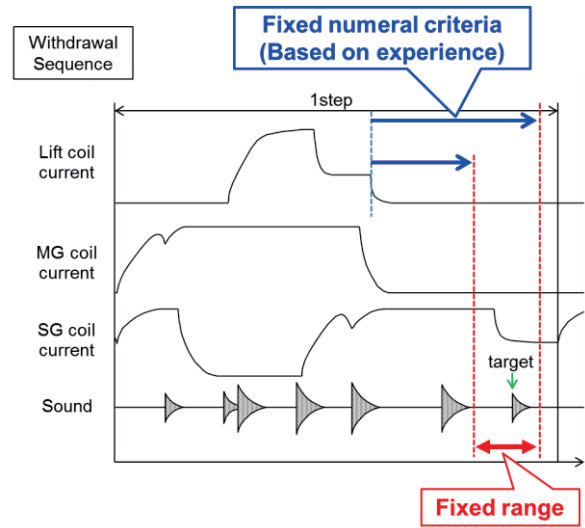 Fixed numeral criteria
(Based on experience)
Withdrawal
Sequence
1step
Lift coil
current
MG coil
current
SG coil
current
target
Sound
Fixed range